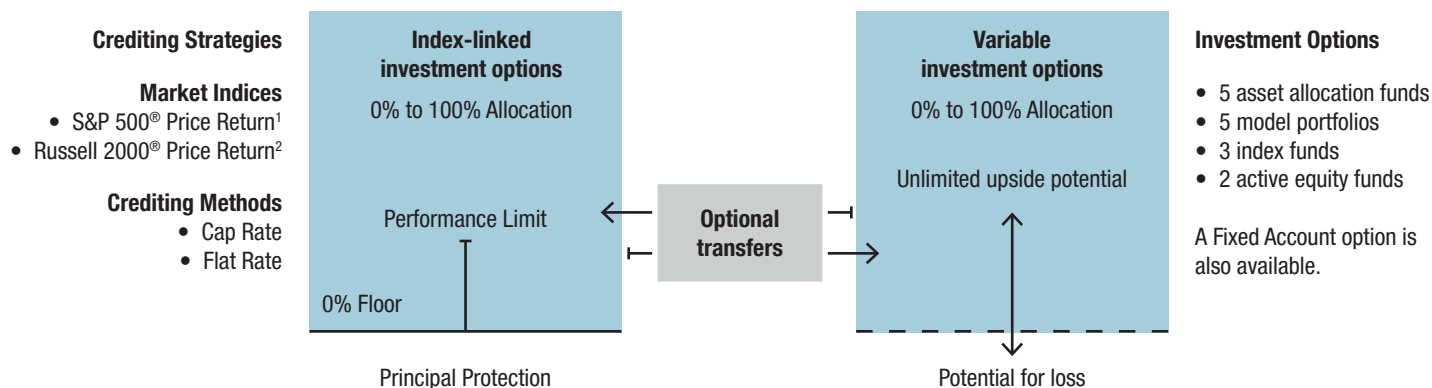 Crediting Strategies
Market Indices
• S&P 500® Price Return¹
• Russell 2000® Price Return²
Crediting Methods
• Cap Rate
• Flat Rate
Index-linked
investment options
0% to 100% Allocation
Performance Limit
0% Floor
Principal Protection
Optional
transfers
Variable
investment options
0% to 100% Allocation
Unlimited upside potential
Potential for loss
Investment Options
• 5 asset allocation funds
• 5 model portfolios
• 3 index funds
• 2 active equity funds
A Fixed Account option is
also available.